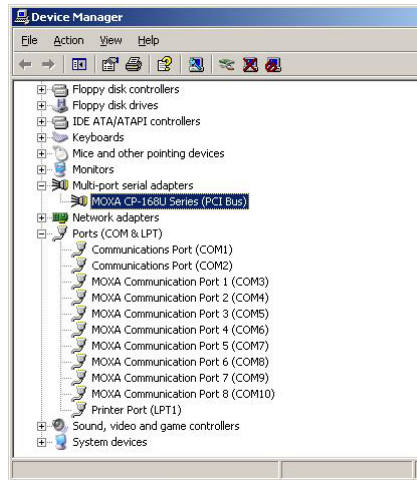 Device Manager
File Action View Help
Floppy disk controllers
Floppy disk drives
IDE ATA/ATAPI controllers
Keyboards
Mice and other pointing devices
Monitors
Multi-port serial adapters
MOXA CP-168U Series (PCI Bus)
Network adapters
Ports (COM & LPT)
Communications Port (COM1)
Communications Port (COM2)
MOXA Communication Port 1 (COM3)
MOXA Communication Port 2 (COM4)
MOXA Communication Port 3 (COM5)
MOXA Communication Port 4 (COM6)
MOXA Communication Port 5 (COM7)
MOXA Communication Port 6 (COM8)
MOXA Communication Port 7 (COM9)
MOXA Communication Port 8 (COM10)
Printer Port (LPT1)
Sound, video and game controllers
System devices